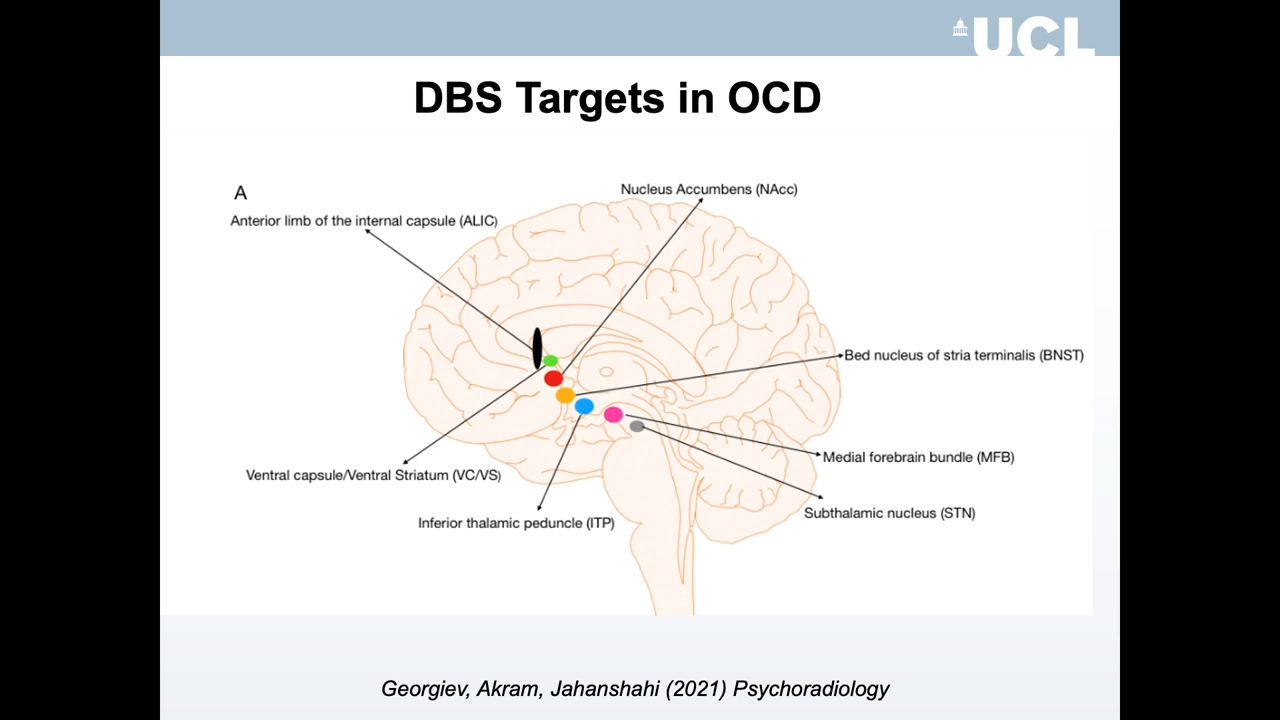 UCL
DBS Targets in OCD
A
Nucleus Accumbens (NAcc)
Anterior limb of the internal capsule (ALIC)
Bed nucleus of stria terminalis (BNST)
Medial forebrain bundle (MFB)
Ventral capsule/Ventral Striatum (VC/VS)
Subthalamic nucleus (STN)
Inferior thalamic peduncle (ITP)
Georgiev, Akram, Jahanshahi (2021) Psychoradiology